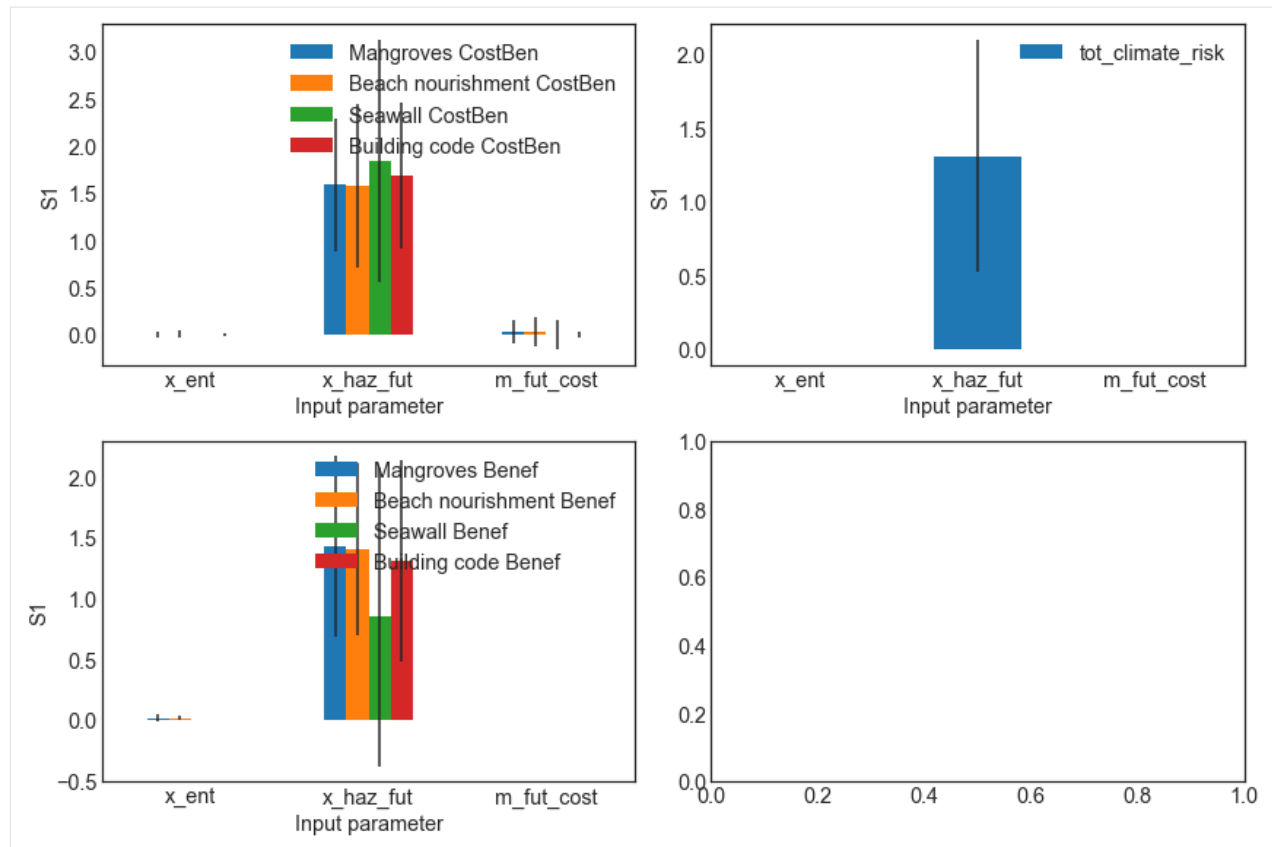 3.0
2.5
2.0
1.5
1.0
0.5
0.0
S1
Mangroves CostBen
Beach nourishment CostBen
Seawall CostBen
Building code CostBen
x_ent
x_haz_fut
m_fut_cost
Input parameter
2.0
1.5
1.0
0.5
0.0
S1
tot_climate_risk
x_ent
x_haz_fut
m_fut_cost
Input parameter
2.0
1.5
1.0
0.5
0.0
−0.5
S1
Mangroves Benef
Beach nourishment Benef
Seawall Benef
Building code Benef
x_ent
x_haz_fut
m_fut_cost
Input parameter
1.0
0.8
0.6
0.4
0.2
0.0
0.0
0.2
0.4
0.6
0.8
1.0